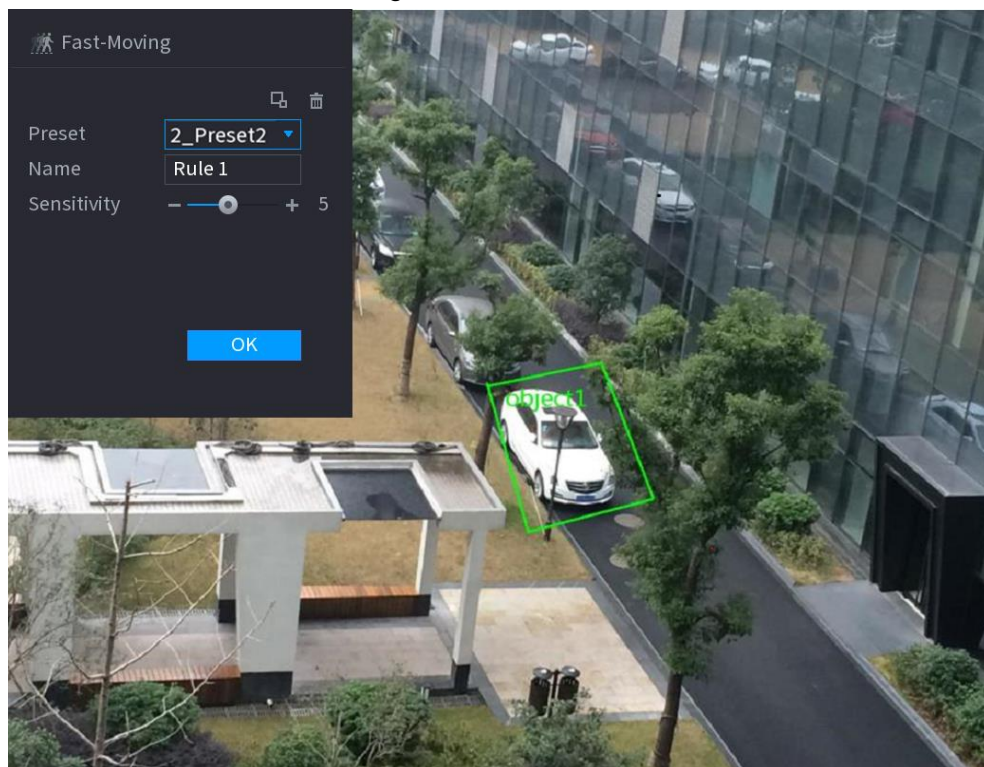 Fast-Moving
Preset 2_Preset2
Name Rule 1
Sensitivity − + 5
OK
object1